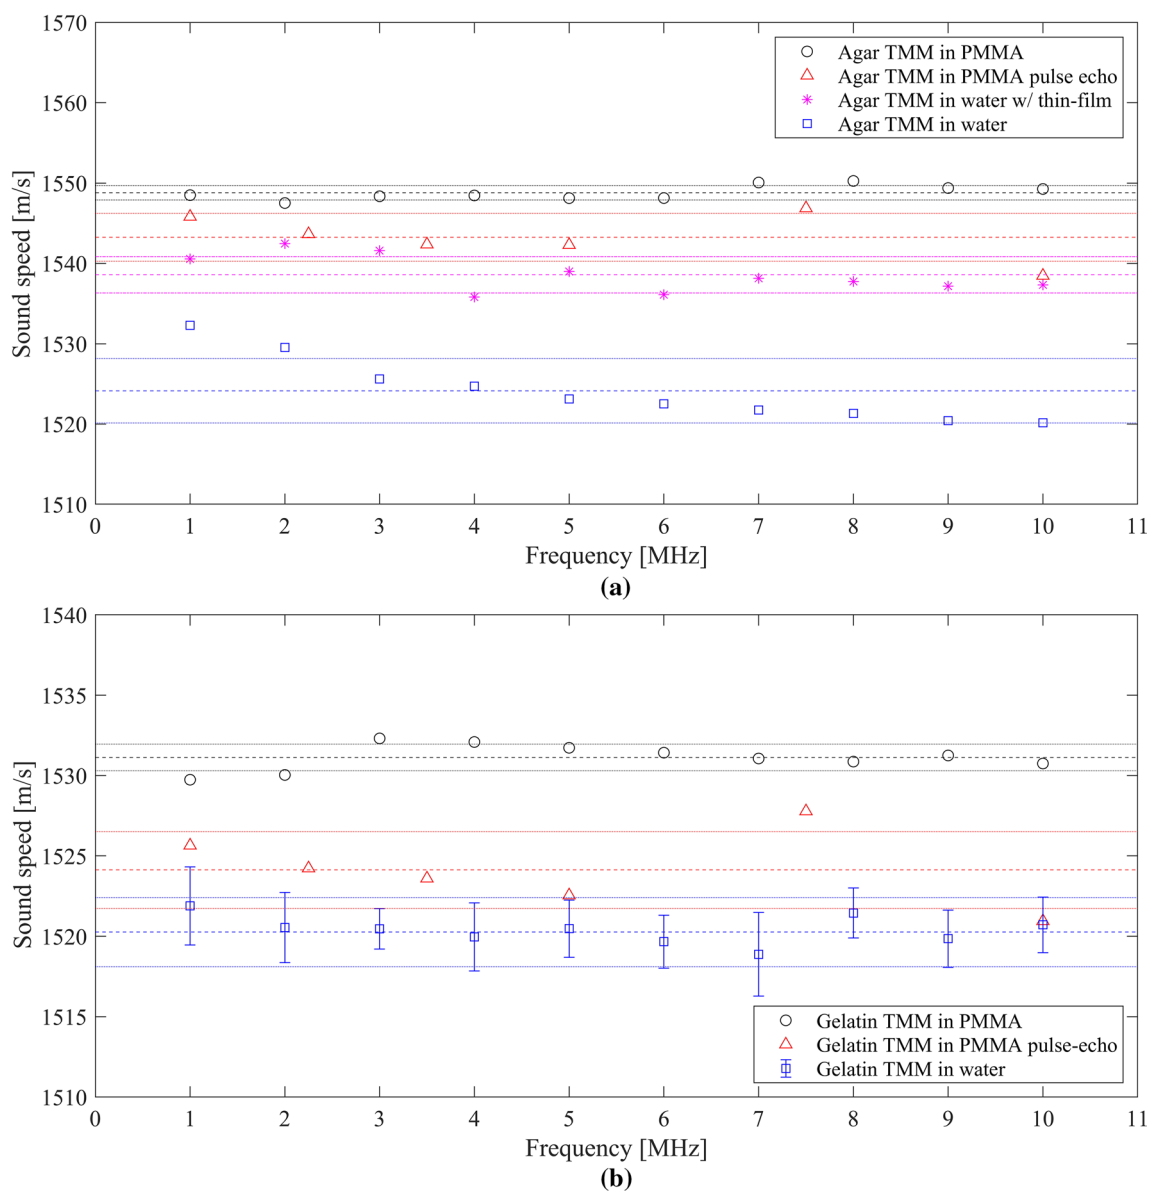 1570
1560
1550
1540
1530
1520
1510
Sound speed [m/s]
Agar TMM in PMMA
Agar TMM in PMMA pulse echo
Agar TMM in water w/ thin-film
Agar TMM in water
0 1 2 3 4 5 6 7 8 9 10 11
Frequency [MHz]
(a)
1540
1535
1530
1525
1520
1515
1510
Sound speed [m/s]
Gelatin TMM in PMMA
Gelatin TMM in PMMA pulse-echo
Gelatin TMM in water
0 1 2 3 4 5 6 7 8 9 10 11
Frequency [MHz]
(b)